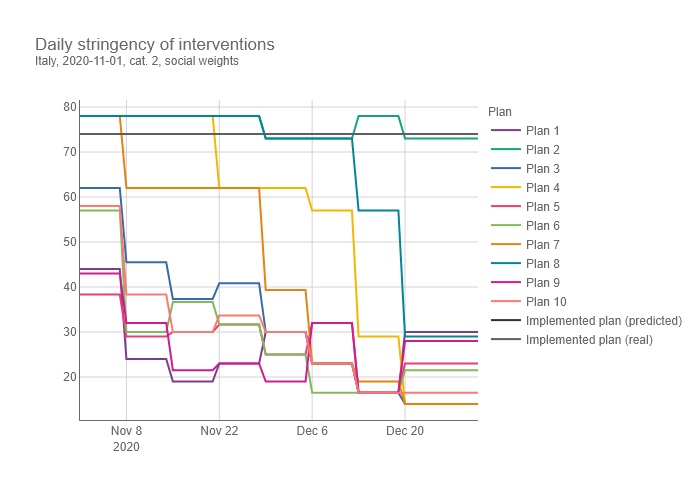 Daily stringency of interventions
Italy, 2020-11-01, cat. 2, social weights
80
70
60
50
40
30
20
Nov 8
2020
Nov 22
Dec 6
Dec 20
Plan
Plan 1
Plan 2
Plan 3
Plan 4
Plan 5
Plan 6
Plan 7
Plan 8
Plan 9
Plan 10
Implemented plan (predicted)
Implemented plan (real)